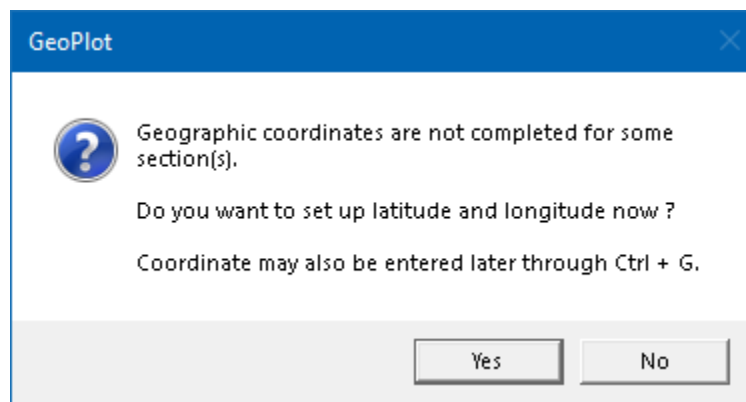 GeoPlot
Geographic coordinates are not completed for some
section(s).
Do you want to set up latitude and longitude now ?
Coordinate may also be entered later through Ctrl + G.
Yes
No